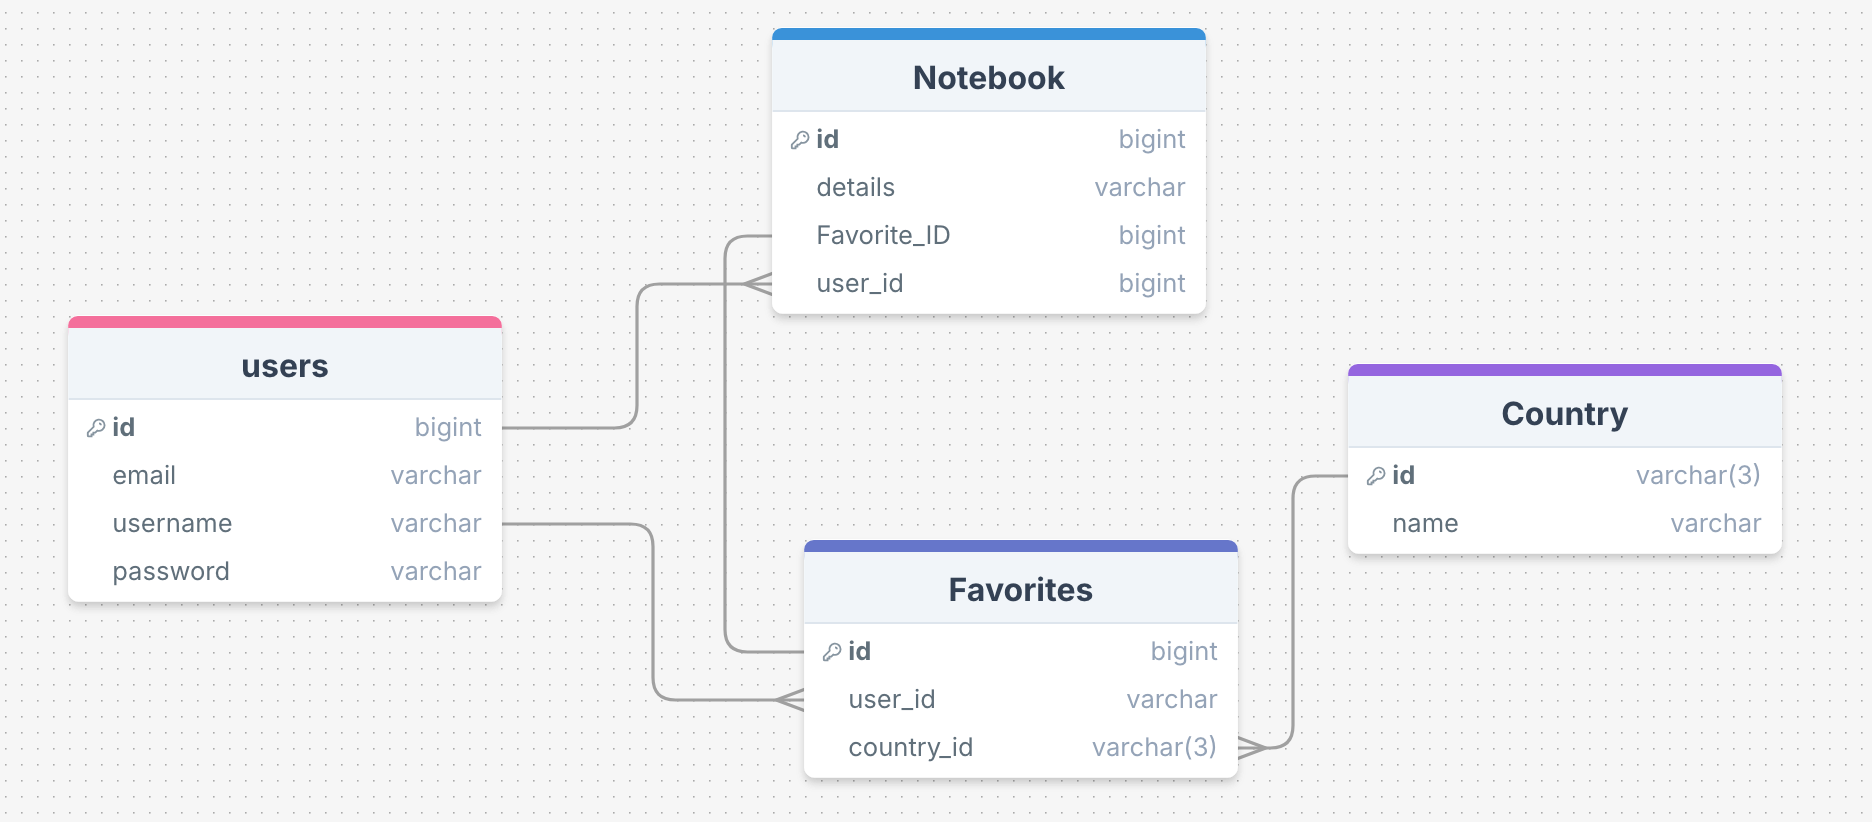 Notebook
id bigint
details varchar
Favorite_ID bigint
user_id bigint
users
id bigint
email varchar
username varchar
password varchar
Country
id varchar(3)
name varchar
Favorites
id bigint
user_id varchar
country_id varchar(3)